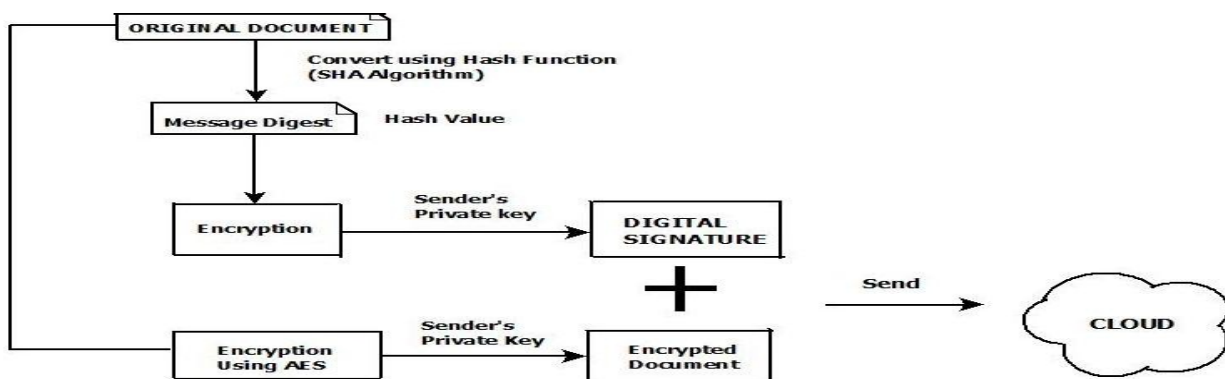 ORIGINAL DOCUMENT
Convert using Hash Function
(SHA Algorithm)
Message Digest
Hash Value
Encryption
Sender's
Private key
DIGITAL
SIGNATURE
Send
CLOUD
Encryption
Using AES
Sender's
Private Key
Encrypted
Document